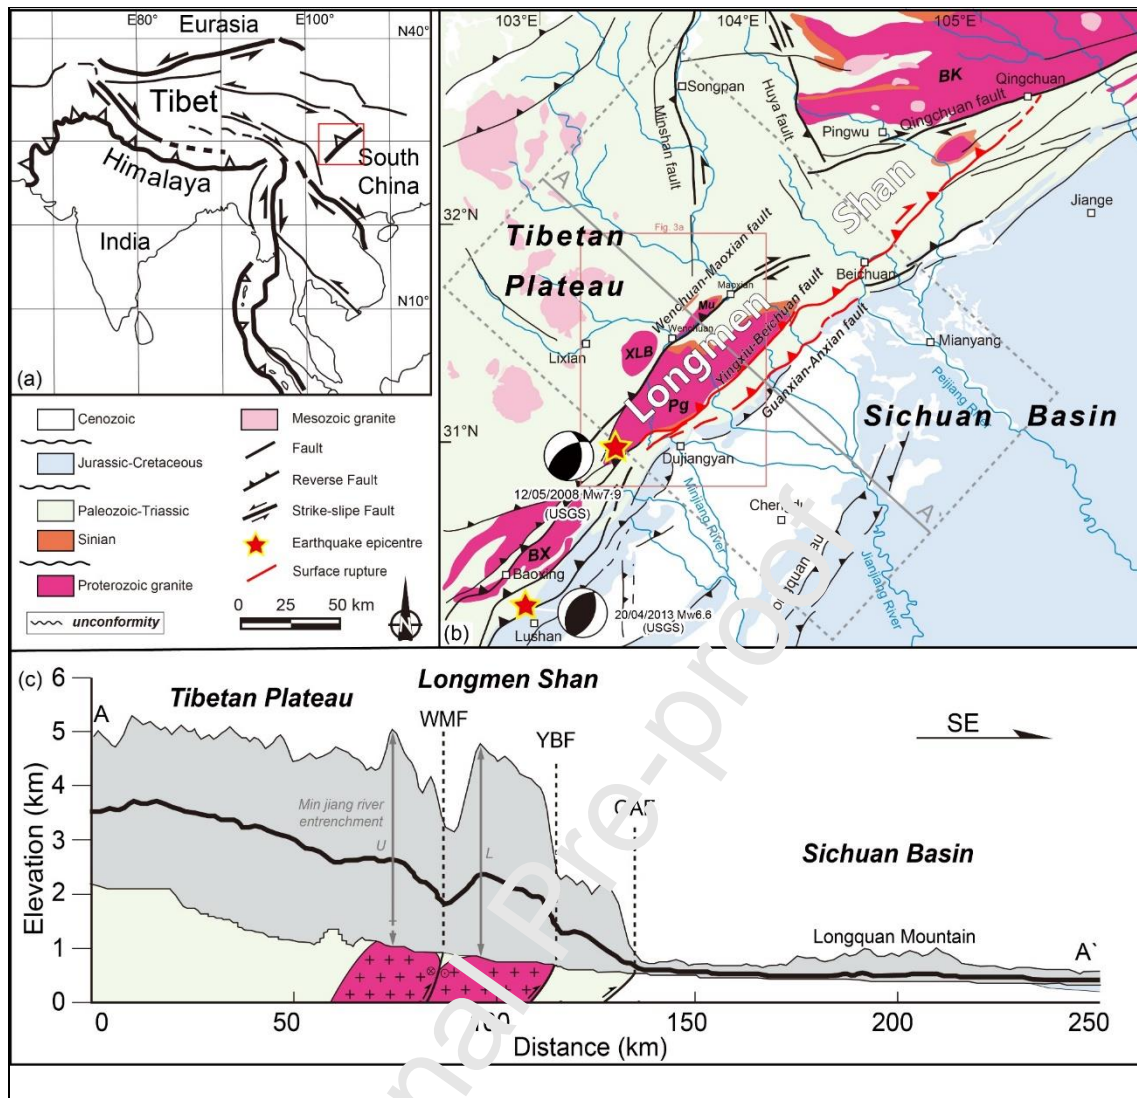 E80°
E100°
N40°
Eurasia
Tibet
Himalaya
South
China
India
N10°
(a)
Cenozoic
Jurassic-Cretaceous
Paleozoic-Triassic
Sinian
Proterozoic granite
unconformity
Mesozoic granite
Fault
Reverse Fault
Strike-slipe Fault
Earthquake epicentre
Surface rupture
0 25 50 km
N
103°E
104°E
105°E
Songpan
Minshan fault
Huya fault
BK
Qingchuan
Qingchuan fault
Pingwu
A
Shan
Jiange
32°N
Fig. 3a
Tibetan
Plateau
Wenchuan-Maoxian fault
Beichuan
Maoxian
Mu
Wenchuan
Longmen
Yingxiu-Beichuan fault
Mianyang
Lixian
XLB
Guanxian-Anxian fault
Peijiang River
Pg
Sichuan Basin
31°N
Dujiangyan
12/05/2008 Mw7.9
(USGS)
Minjiang River
A`
BX
Baoxing
Jianjiang River
20/04/2013 Mw6.6
(USGS)
Lushan
(b)
(c)
Tibetan Plateau
Longmen Shan
A
WMF
YBF
SE
Min jiang river
entrenchment
U
L
Sichuan Basin
Longquan Mountain
A`
Elevation (km)
6
5
4
3
2
1
0
0 50 100 150 200 250
Distance (km)
Pre-proof